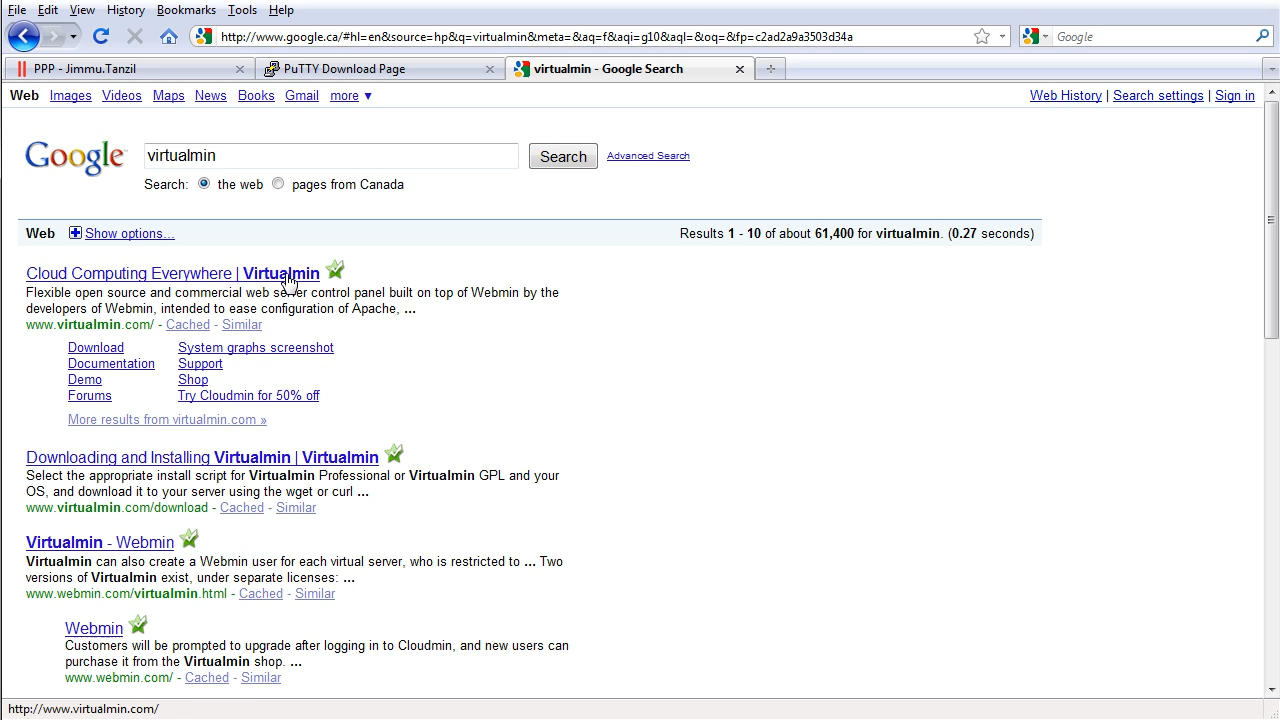 File Edit View History Bookmarks Tools Help
http://www.google.ca/#hl=en&source=hp&q=virtualmin&meta=&aq=f&aqi=g10&aql=&oq=&fp=c2ad2a9a3503d34a
Google
PPP - Jimmu.Tanzil
PuTTY Download Page
virtualmin - Google Search
Web Images Videos Maps News Books Gmail more ▼
Web History | Search settings | Sign in
Google
virtualmin
Search
Advanced Search
Search: the web pages from Canada
Web Show options...
Results 1 - 10 of about 61,400 for virtualmin. (0.27 seconds)
Cloud Computing Everywhere | Virtualmin
Flexible open source and commercial web server control panel built on top of Webmin by the
developers of Webmin, intended to ease configuration of Apache, ...
www.virtualmin.com/ - Cached - Similar
Download System graphs screenshot
Documentation Support
Demo Shop
Forums Try Cloudmin for 50% off
More results from virtualmin.com »
Downloading and Installing Virtualmin | Virtualmin
Select the appropriate install script for Virtualmin Professional or Virtualmin GPL and your
OS, and download it to your server using the wget or curl ...
www.virtualmin.com/download - Cached - Similar
Virtualmin - Webmin
Virtualmin can also create a Webmin user for each virtual server, who is restricted to ... Two
versions of Virtualmin exist, under separate licenses: ...
www.webmin.com/virtualmin.html - Cached - Similar
Webmin
Customers will be prompted to upgrade after logging in to Cloudmin, and new users can
purchase it from the Virtualmin shop. ...
www.webmin.com/ - Cached - Similar
http://www.virtualmin.com/